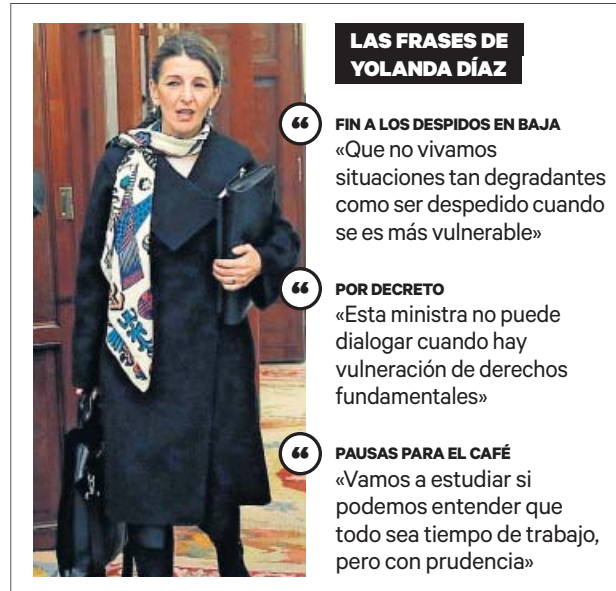 LAS FRASES DE
YOLANDA DÍAZ
“
FIN A LOS DESPIDOS EN BAJA
«Que no vivamos
situaciones tan degradantes
como ser despedido cuando
se es más vulnerable»
“
POR DECRETO
«Esta ministra no puede
dialogar cuando hay
vulneración de derechos
fundamentales»
“
PAUSAS PARA EL CAFÉ
«Vamos a estudiar si
podemos entender que
todo sea tiempo de trabajo,
pero con prudencia»